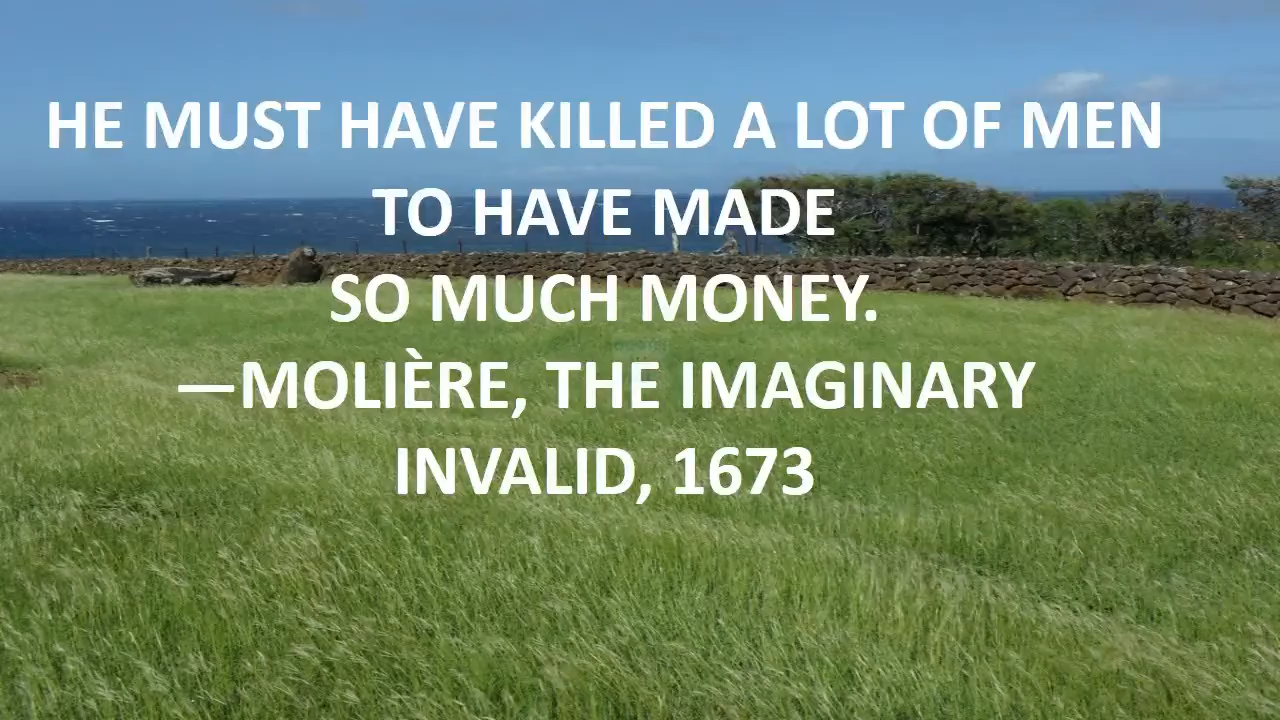 HE MUST HAVE KILLED A LOT OF MEN
TO HAVE MADE
SO MUCH MONEY.
—MOLIÈRE, THE IMAGINARY
INVALID, 1673